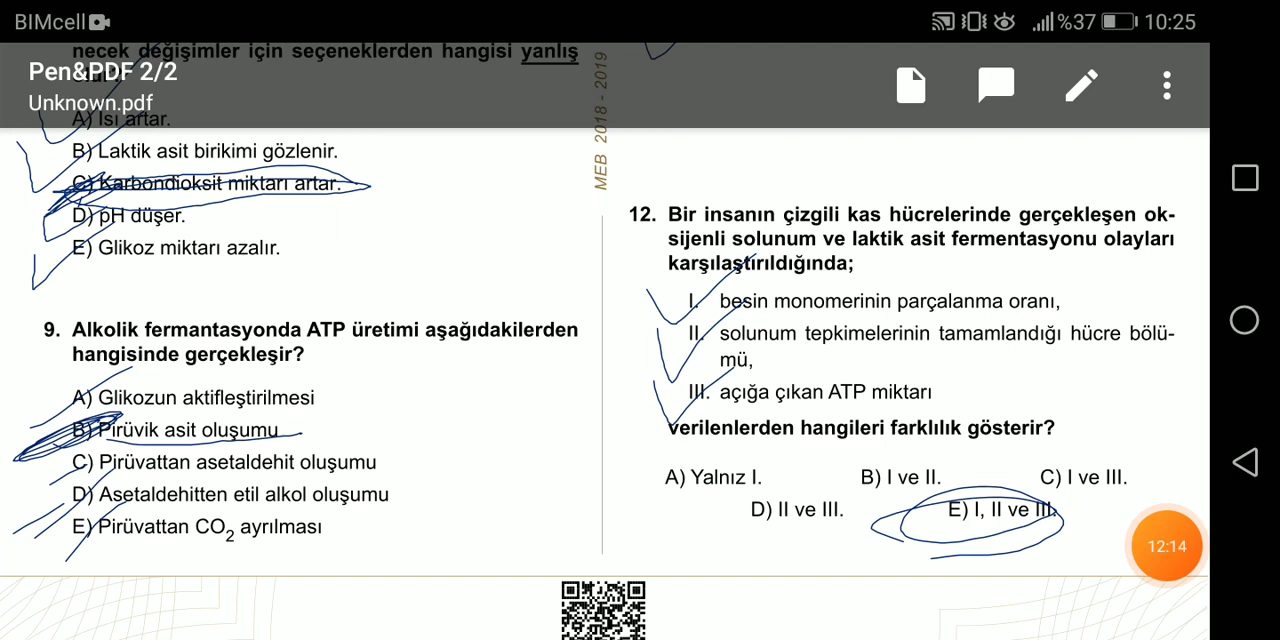 BIMcell
%37
10:25
necek değişimler için seçeneklerden hangisi yanlış
Pen&PDF 2/2
Unknown.pdf
A) Isı artar.
B) Laktik asit birikimi gözlenir.
C) Karbondioksit miktarı artar.
D) pH düşer.
E) Glikoz miktarı azalır.
9. Alkolik fermantasyonda ATP üretimi aşağıdakilerden
hangisinde gerçekleşir?
A) Glikozun aktifleştirilmesi
B) Pirüvik asit oluşumu
C) Pirüvattan asetaldehit oluşumu
D) Asetaldehitten etil alkol oluşumu
E) Pirüvattan CO2 ayrılması
MEB 2018 - 2019
12. Bir insanın çizgili kas hücrelerinde gerçekleşen ok-
sijenli solunum ve laktik asit fermentasyonu olayları
karşılaştırıldığında;
I. besin monomerinin parçalanma oranı,
II. solunum tepkimelerinin tamamlandığı hücre bölü-
mü,
III. açığa çıkan ATP miktarı
verilenlerden hangileri farklılık gösterir?
A) Yalnız I. B) I ve II. C) I ve III.
D) II ve III. E) I, II ve III.
12:14